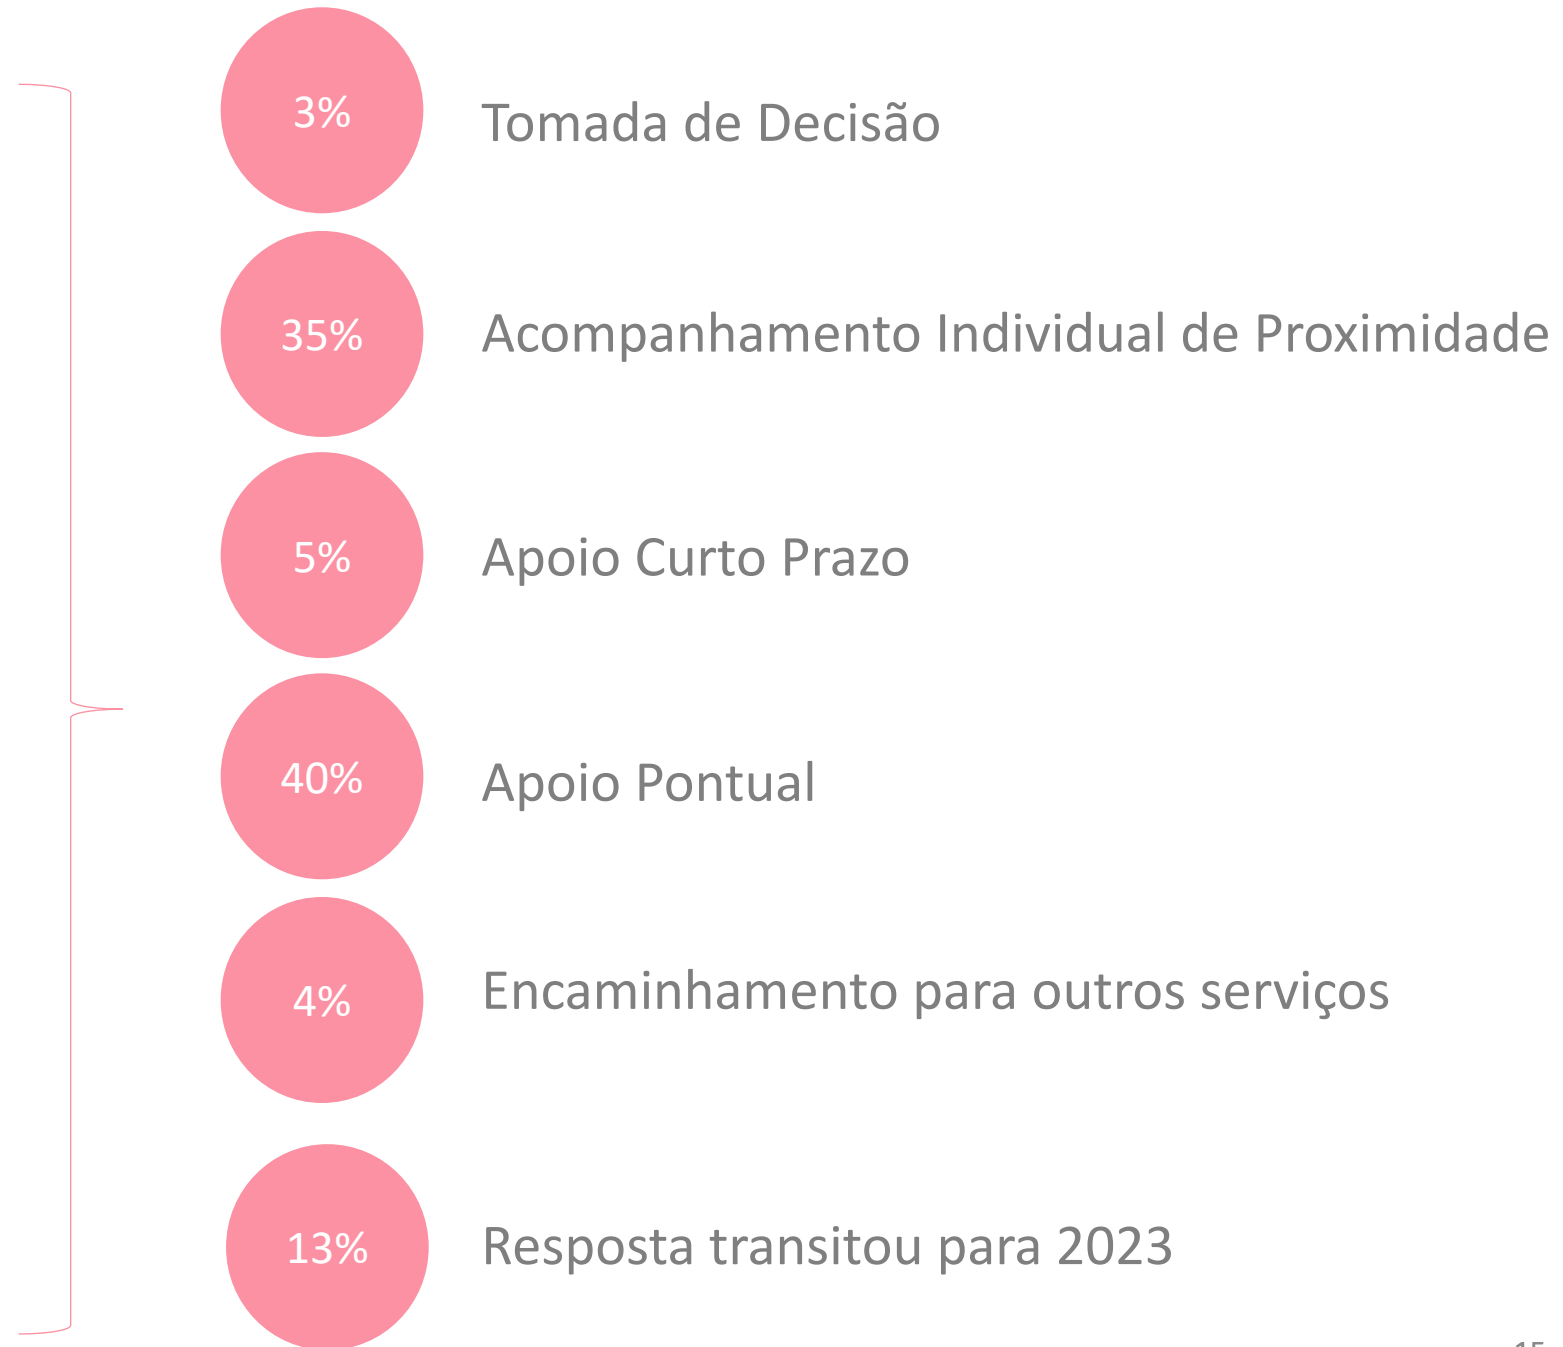 3% Tomada de Decisão
35% Acompanhamento Individual de Proximidade
5% Apoio Curto Prazo
40% Apoio Pontual
4% Encaminhamento para outros serviços
13% Resposta transitou para 2023
15